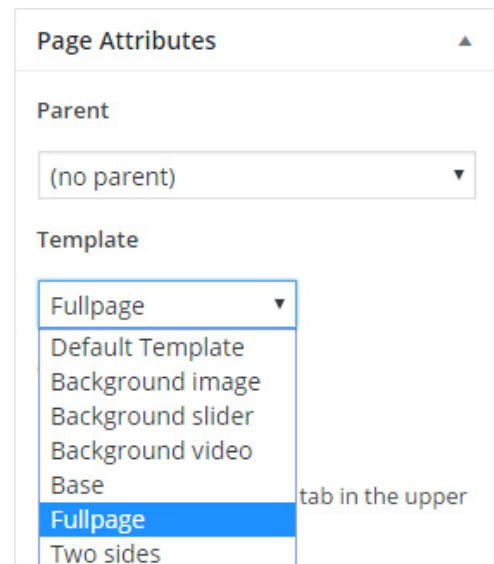 Page Attributes
Parent
(no parent)
Template
Fullpage
Default Template
Background image
Background slider
Background video
Base
tab in the upper
Fullpage
Two sides